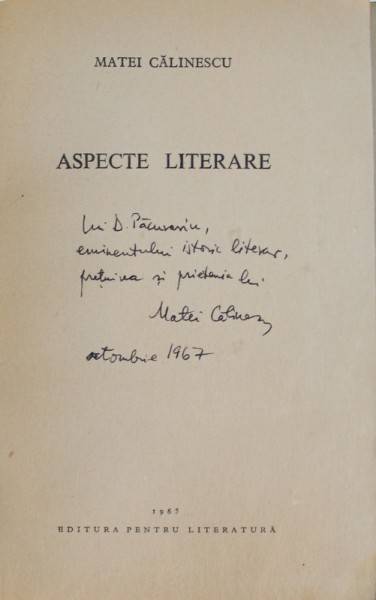 MATEI CĂLINESCU
ASPECTE LITERARE
Lui D. Păcurariu,
eminentului istoric literar,
prețuirea și prietenia lui
Matei Călinescu
octombrie 1967
1965
EDITURA PENTRU LITERATURĂ